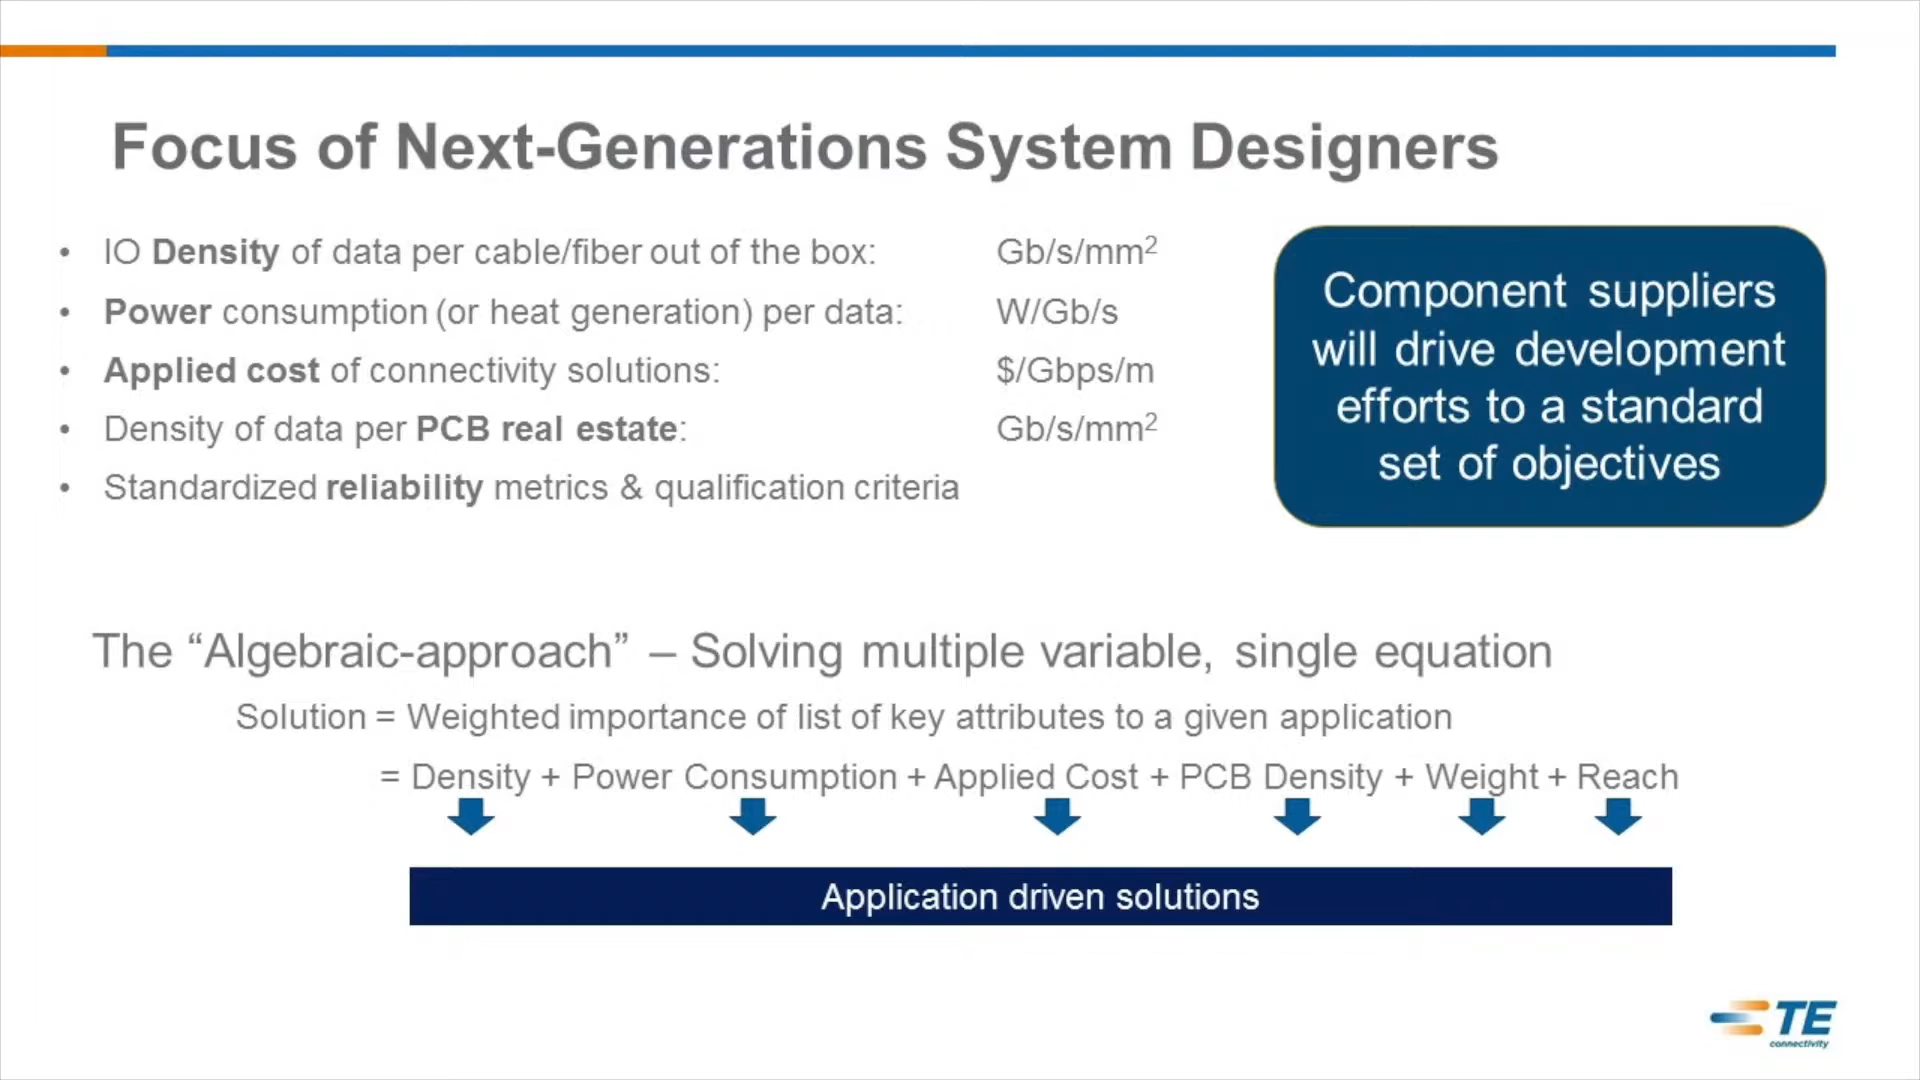 Focus of Next-Generations System Designers
• IO Density of data per cable/fiber out of the box: Gb/s/mm²
• Power consumption (or heat generation) per data: W/Gb/s
• Applied cost of connectivity solutions: $/Gbps/m
• Density of data per PCB real estate: Gb/s/mm²
• Standardized reliability metrics & qualification criteria
Component suppliers
will drive development
efforts to a standard
set of objectives
The “Algebraic-approach” – Solving multiple variable, single equation
Solution = Weighted importance of list of key attributes to a given application
= Density + Power Consumption + Applied Cost + PCB Density + Weight + Reach
Application driven solutions
TE
connectivity